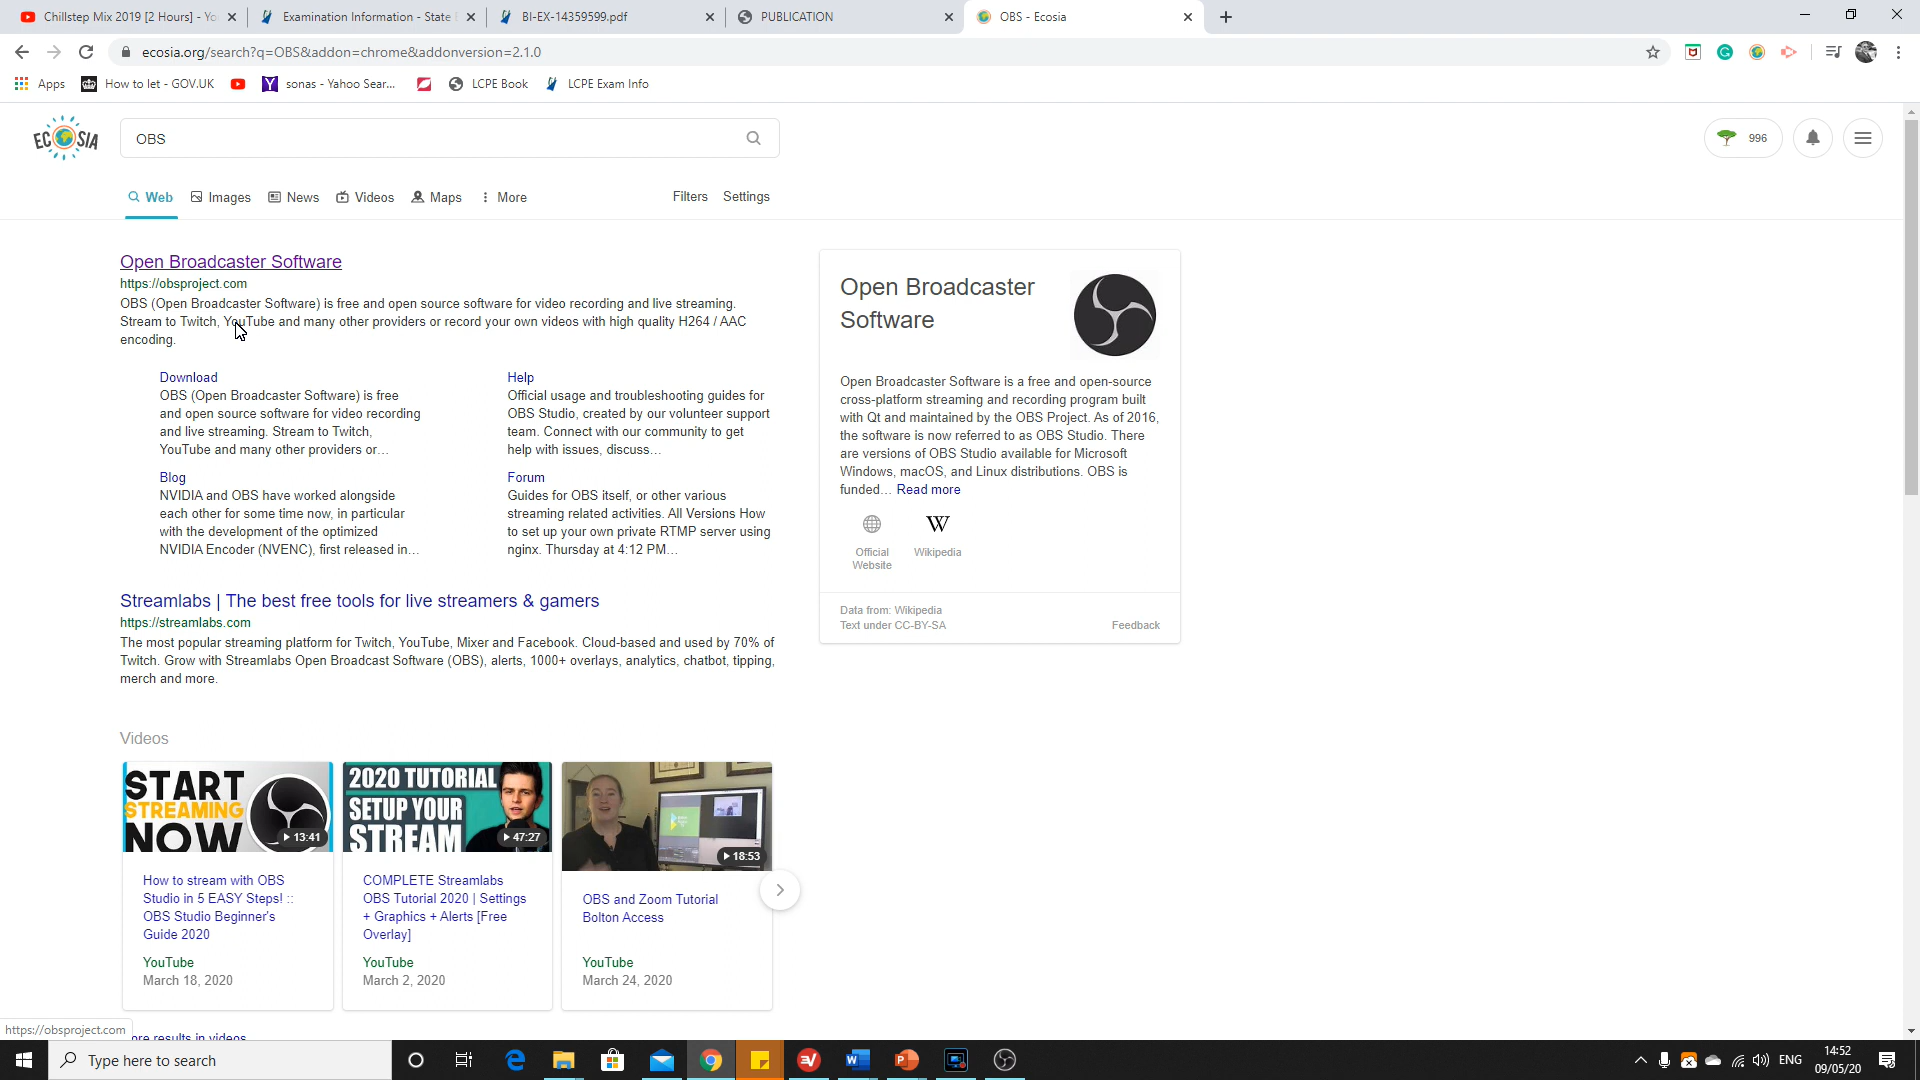 Chillstep Mix 2019 [2 Hours] - Yo
Examination Information - State
BI-EX-14359599.pdf
PUBLICATION
OBS - Ecosia
ecosia.org/search?q=OBS&addon=chrome&addonversion=2.1.0
Apps
How to let - GOV.UK
sonas - Yahoo Sear...
LCPE Book
LCPE Exam Info
ECOSIA
OBS
996
Web
Images
News
Videos
Maps
More
Filters
Settings
Open Broadcaster Software
https://obsproject.com
OBS (Open Broadcaster Software) is free and open source software for video recording and live streaming.
Stream to Twitch, YouTube and many other providers or record your own videos with high quality H264 / AAC
encoding.
Download
OBS (Open Broadcaster Software) is free
and open source software for video recording
and live streaming. Stream to Twitch,
YouTube and many other providers or...
Help
Official usage and troubleshooting guides for
OBS Studio, created by our volunteer support
team. Connect with our community to get
help with issues, discuss...
Blog
NVIDIA and OBS have worked alongside
each other for some time now, in particular
with the development of the optimized
NVIDIA Encoder (NVENC), first released in...
Forum
Guides for OBS itself, or other various
streaming related activities. All Versions How
to set up your own private RTMP server using
nginx. Thursday at 4:12 PM...
Streamlabs | The best free tools for live streamers & gamers
https://streamlabs.com
The most popular streaming platform for Twitch, YouTube, Mixer and Facebook. Cloud-based and used by 70% of
Twitch. Grow with Streamlabs Open Broadcast Software (OBS), alerts, 1000+ overlays, analytics, chatbot, tipping,
merch and more.
Open Broadcaster
Software
Open Broadcaster Software is a free and open-source
cross-platform streaming and recording program built
with Qt and maintained by the OBS Project. As of 2016,
the software is now referred to as OBS Studio. There
are versions of OBS Studio available for Microsoft
Windows, macOS, and Linux distributions. OBS is
funded... Read more
Official
Website
W
Wikipedia
Data from: Wikipedia
Text under CC-BY-SA
Feedback
Videos
START
STREAMING
NOW
13:41
How to stream with OBS
Studio in 5 EASY Steps! ::
OBS Studio Beginner's
Guide 2020
YouTube
March 18, 2020
2020 TUTORIAL
SETUP YOUR
STREAM
47:27
COMPLETE Streamlabs
OBS Tutorial 2020 | Settings
+ Graphics + Alerts [Free
Overlay]
YouTube
March 2, 2020
18:53
OBS and Zoom Tutorial
Bolton Access
YouTube
March 24, 2020
ore results in videos
https://obsproject.com
Type here to search
ENG
14:52
09/05/20